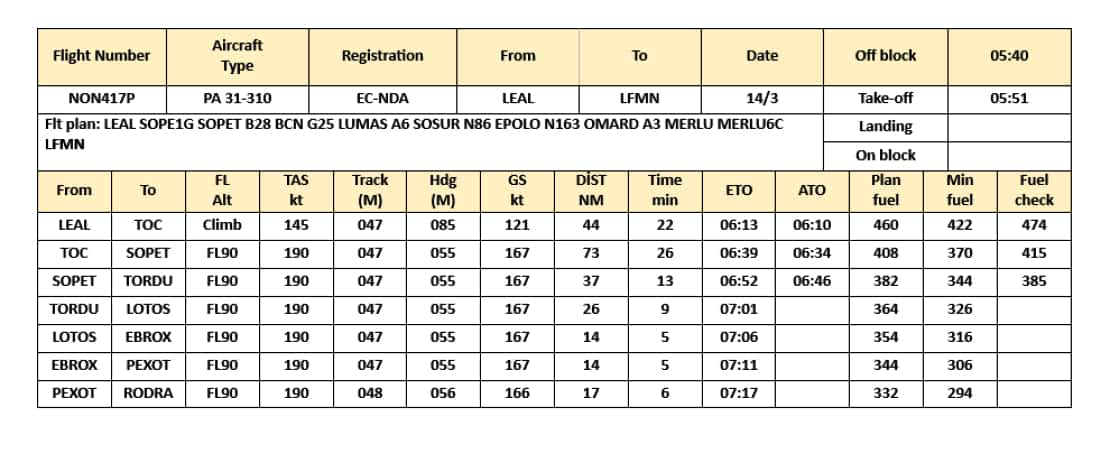 Flight Number Aircraft Type Registration From To Date Off block 05:40
NON417P PA 31-310 EC-NDA LEAL LFMN 14/3 Take-off 05:51
Flt plan: LEAL SOPE1G SOPET B28 BCN G25 LUMAS A6 SOSUR N86 EPOLO N163 OMARD A3 MERLU MERLU6C
LFMN
Landing
On block
From To FL Alt TAS kt Track (M) Hdg (M) GS kt DİST NM Time min ETO ATO Plan fuel Min fuel Fuel check
LEAL TOC Climb 145 047 085 121 44 22 06:13 06:10 460 422 474
TOC SOPET FL90 190 047 055 167 73 26 06:39 06:34 408 370 415
SOPET TORDU FL90 190 047 055 167 37 13 06:52 06:46 382 344 385
TORDU LOTOS FL90 190 047 055 167 26 9 07:01 364 326
LOTOS EBROX FL90 190 047 055 167 14 5 07:06 354 316
EBROX PEXOT FL90 190 047 055 167 14 5 07:11 344 306
PEXOT RODRA FL90 190 048 056 166 17 6 07:17 332 294